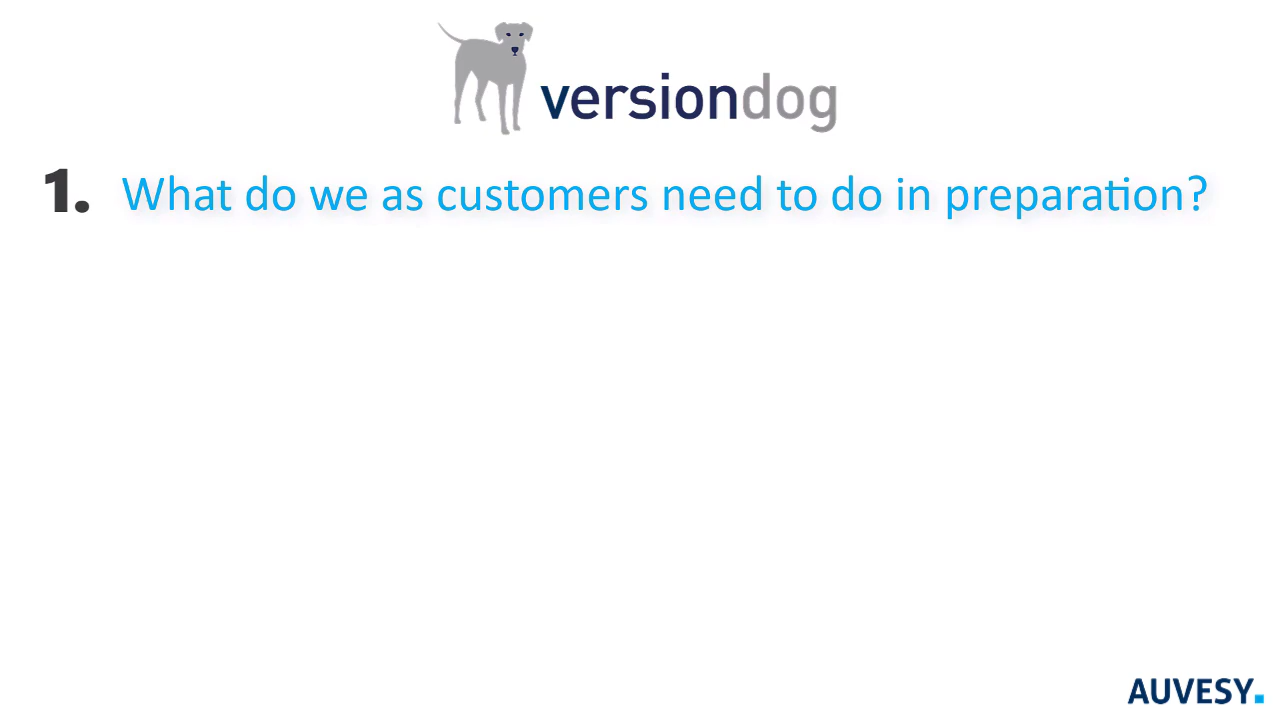 versiondog
1. What do we as customers need to do in preparation?
AUVESY.